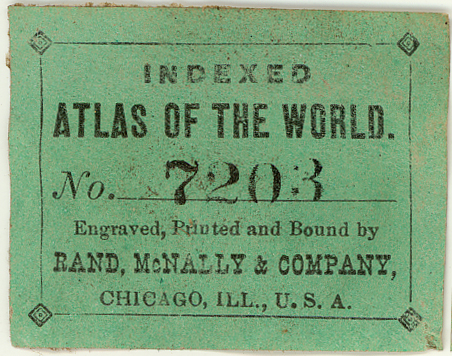 INDEXED
ATLAS OF THE WORLD.
No. 7203
Engraved, Printed and Bound by
RAND, McNALLY & COMPANY,
CHICAGO, ILL., U. S. A.